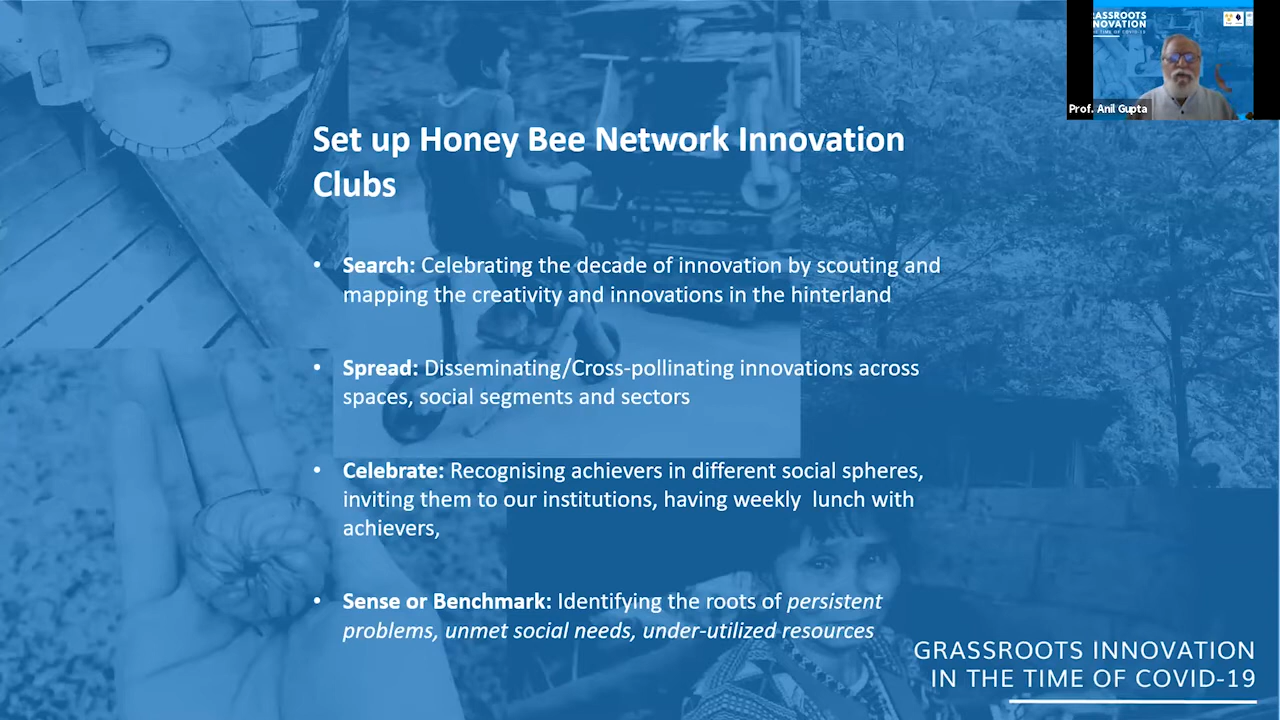 Set up Honey Bee Network Innovation
Clubs
• Search: Celebrating the decade of innovation by scouting and
mapping the creativity and innovations in the hinterland
• Spread: Disseminating/Cross-pollinating innovations across
spaces, social segments and sectors
• Celebrate: Recognising achievers in different social spheres,
inviting them to our institutions, having weekly lunch with
achievers,
• Sense or Benchmark: Identifying the roots of persistent
problems, unmet social needs, under-utilized resources
GRASSROOTS INNOVATION
IN THE TIME OF COVID-19
Prof. Anil Gupta